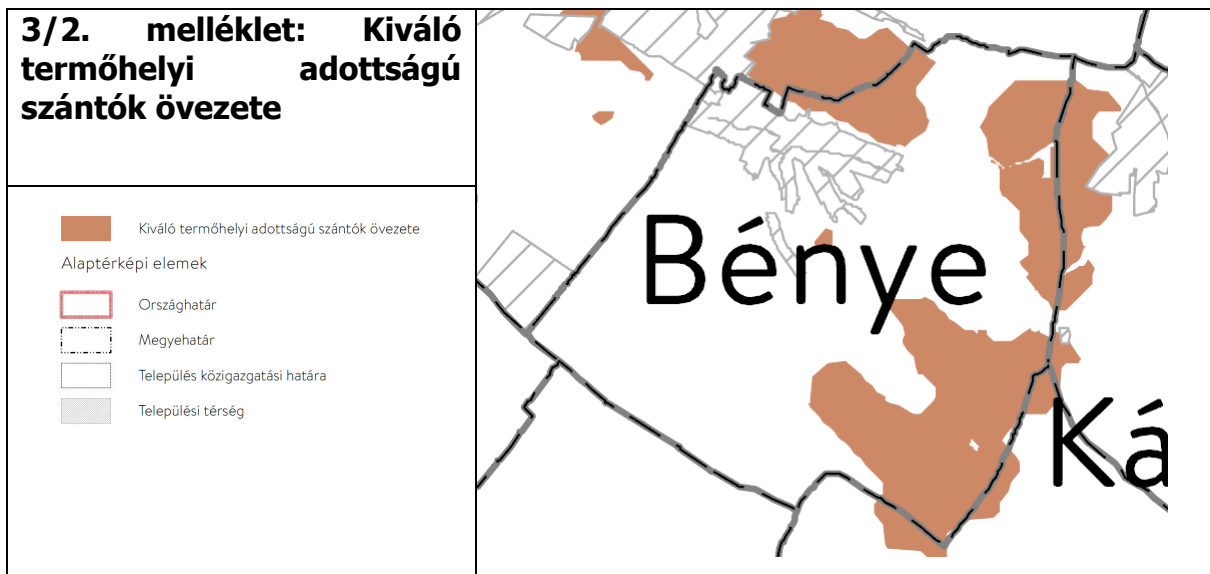 3/2. melléklet: Kiváló
termőhelyi adottságú
szántók övezete
Kiváló termőhelyi adottságú szántók övezete
Alaptérképi elemek
Országhatár
Megyehatár
Település közigazgatási határa
Települési térség
Bénye
Ká